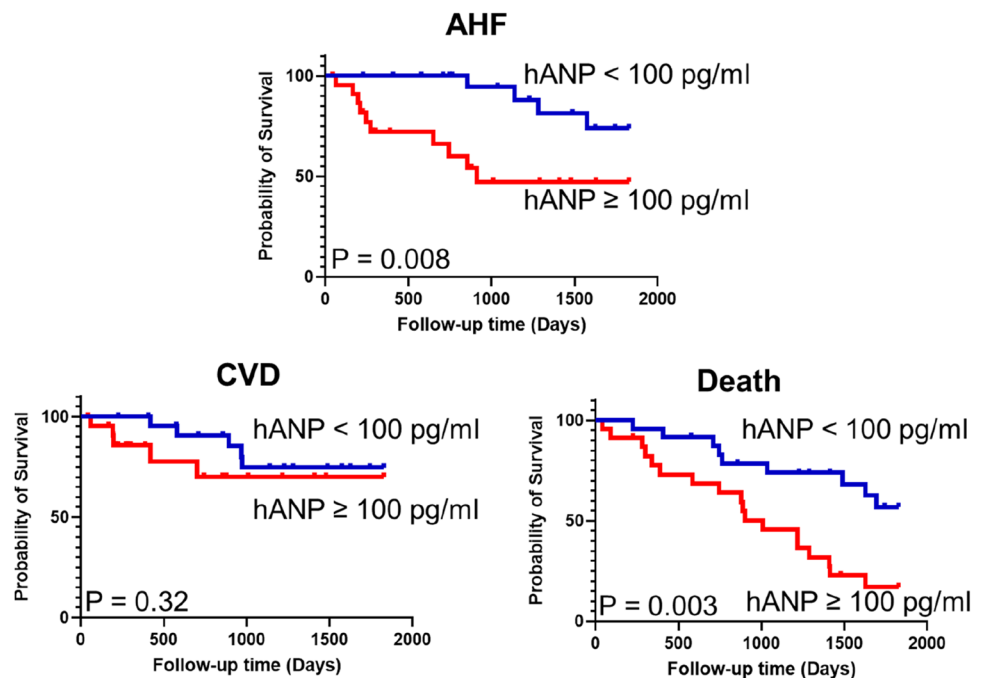 AHF
hANP < 100 pg/ml
hANP ≥ 100 pg/ml
P = 0.008
Probability of Survival
100
50
0
0 500 1000 1500 2000
Follow-up time (Days)
CVD
hANP < 100 pg/ml
hANP ≥ 100 pg/ml
P = 0.32
Probability of Survival
100
50
0
0 500 1000 1500 2000
Follow-up time (Days)
Death
hANP < 100 pg/ml
hANP ≥ 100 pg/ml
P = 0.003
Probability of Survival
100
50
0
0 500 1000 1500 2000
Follow-up time (Days)